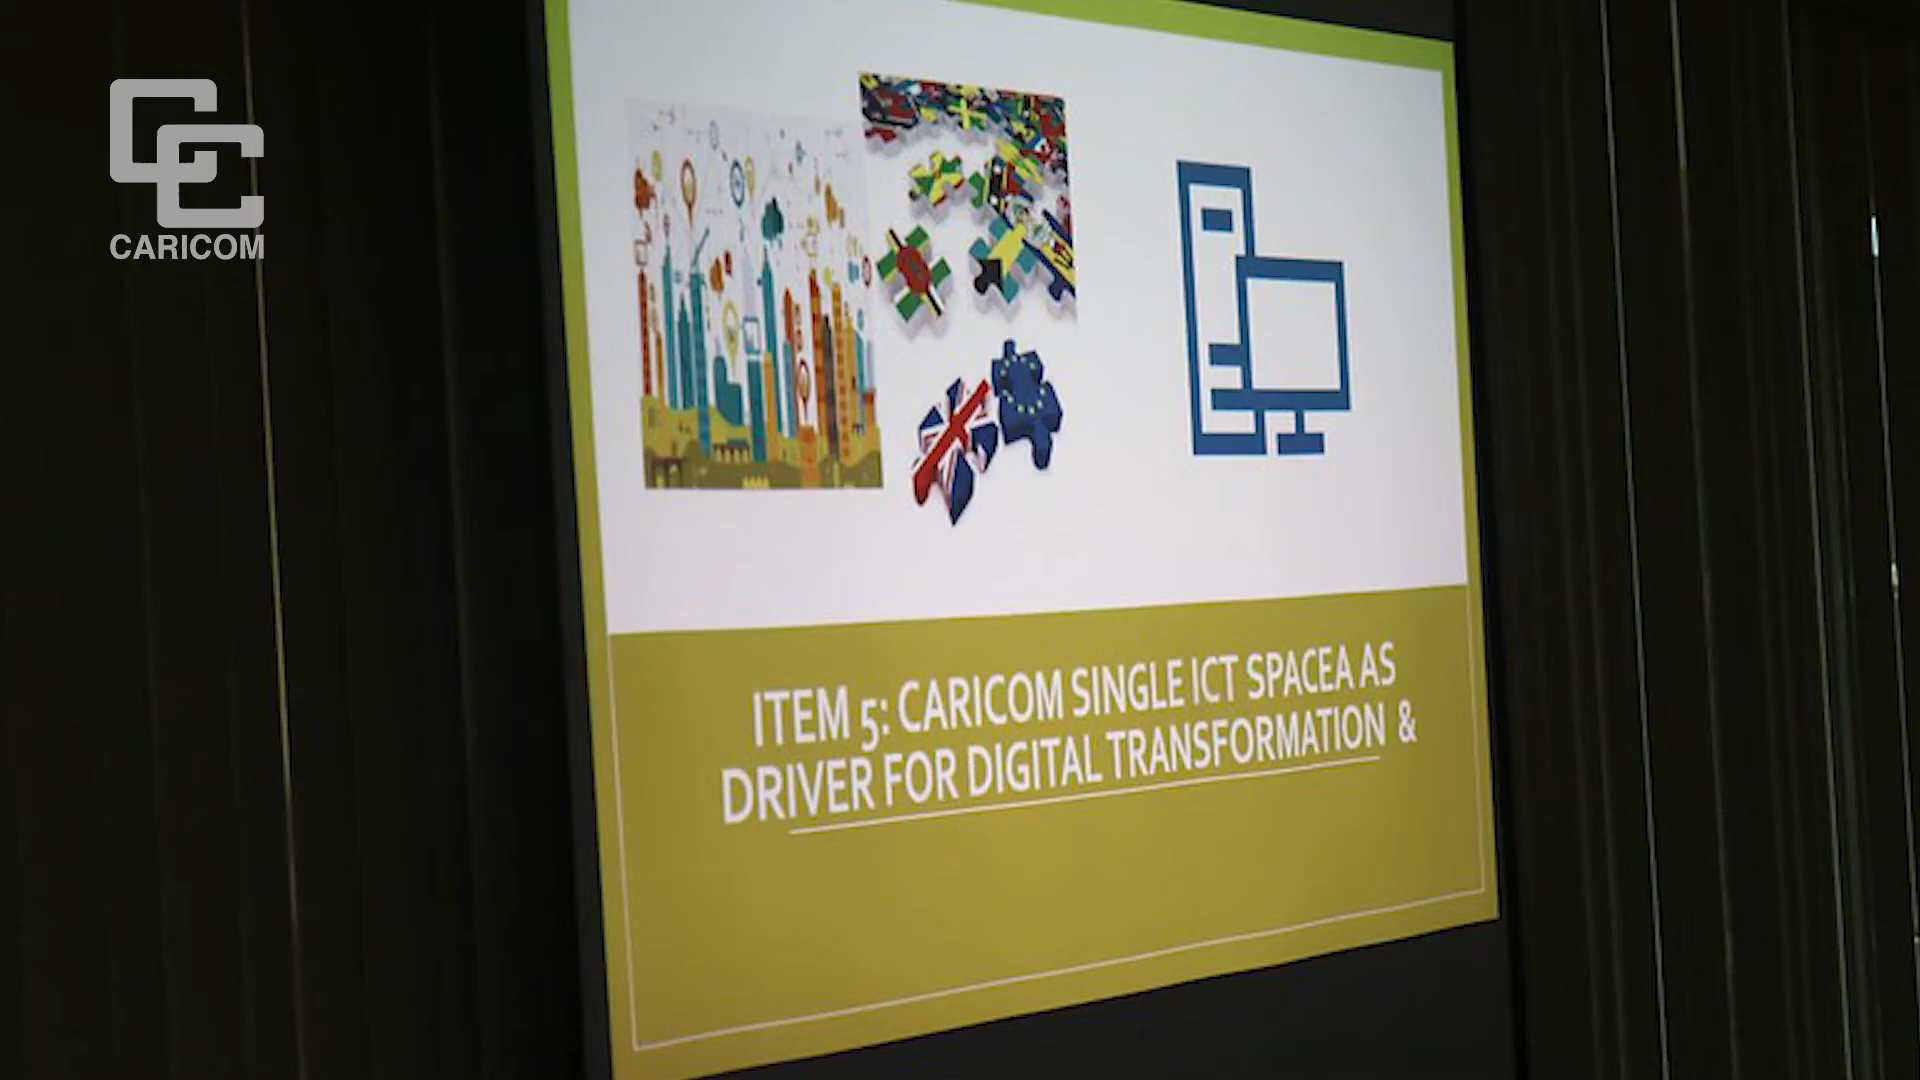 CARICOM
ITEM 5: CARICOM SINGLE ICT SPACEA AS
DRIVER FOR DIGITAL TRANSFORMATION &